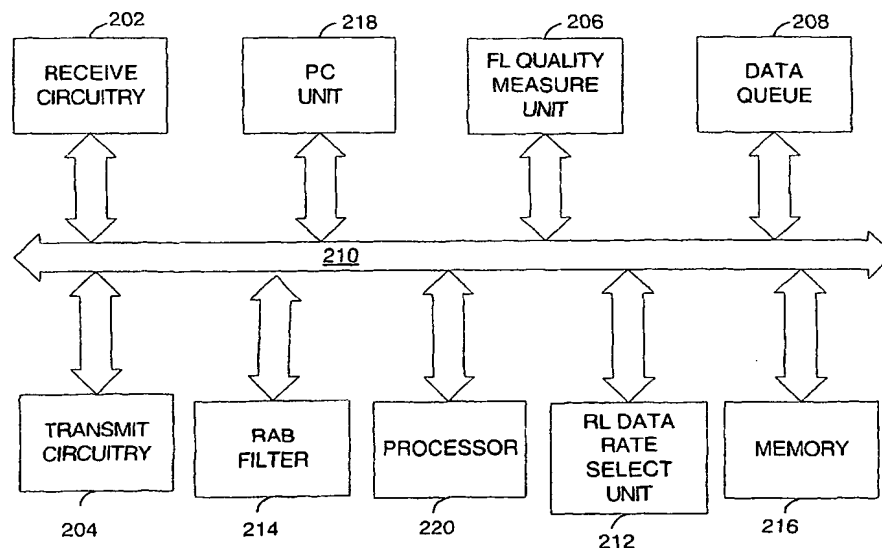 202
218
206
208
RECEIVE
CIRCUITRY
PC
UNIT
FL QUALITY
MEASURE
UNIT
DATA
QUEUE
210
TRANSMIT
CIRCUITRY
RAB
FILTER
PROCESSOR
RL DATA
RATE
SELECT
UNIT
MEMORY
204
214
220
212
216